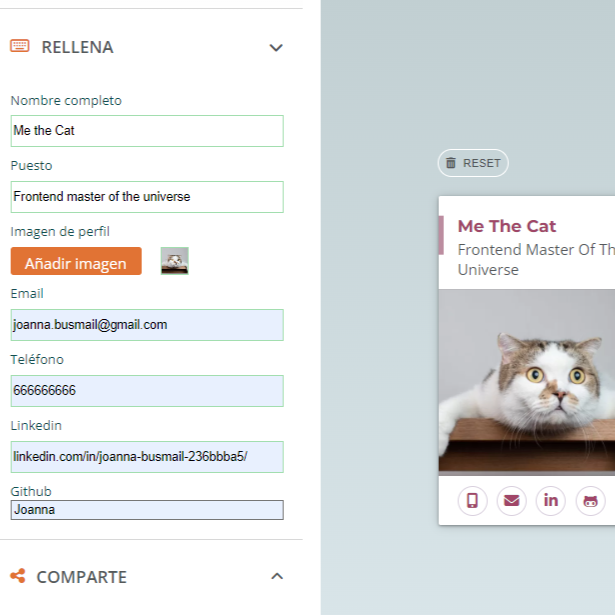 RELLENA
Nombre completo
Me the Cat
Puesto
Frontend master of the universe
Imagen de perfil
Añadir imagen
Email
joanna.busmail@gmail.com
Teléfono
666666666
Linkedin
linkedin.com/in/joanna-busmail-236bbba5/
Github
Joanna
COMPARTE
RESET
Me The Cat
Frontend Master Of Th
Universe
in